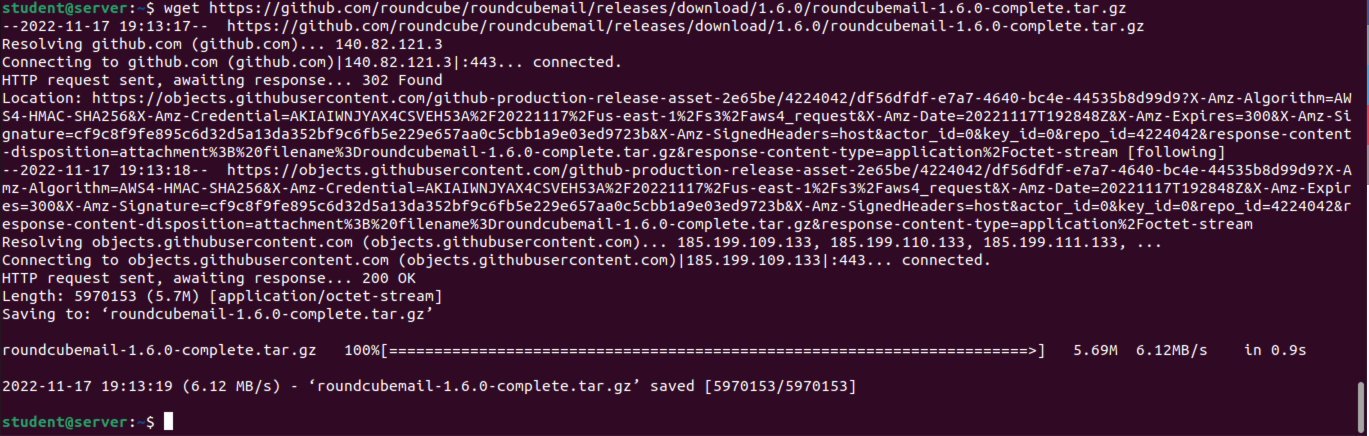 student@server:~$ wget https://github.com/roundcube/roundcubemail/releases/download/1.6.0/roundcubemail-1.6.0-complete.tar.gz
--2022-11-17 19:13:17--  https://github.com/roundcube/roundcubemail/releases/download/1.6.0/roundcubemail-1.6.0-complete.tar.gz
Resolving github.com (github.com)... 140.82.121.3
Connecting to github.com (github.com)|140.82.121.3|:443... connected.
HTTP request sent, awaiting response... 302 Found
Location: https://objects.githubusercontent.com/github-production-release-asset-2e65be/4224042/df56dfdf-e7a7-4640-bc4e-44535b8d99d9?X-Amz-Algorithm=AW
S4-HMAC-SHA256&X-Amz-Credential=AKIAIWNJYAX4CSVEH53A%2F20221117%2Fus-east-1%2Fs3%2Faws4_request&X-Amz-Date=20221117T192848Z&X-Amz-Expires=300&X-Amz-Si
gnature=cf9c8f9fe895c6d32d5a13da352bf9c6fb5e229e657aa0c5cbb1a9e03ed9723b&X-Amz-SignedHeaders=host&actor_id=0&key_id=0&repo_id=4224042&response-content
-disposition=attachment%3B%20filename%3Droundcubemail-1.6.0-complete.tar.gz&response-content-type=application%2Foctet-stream [following]
--2022-11-17 19:13:18--  https://objects.githubusercontent.com/github-production-release-asset-2e65be/4224042/df56dfdf-e7a7-4640-bc4e-44535b8d99d9?X-A
mz-Algorithm=AWS4-HMAC-SHA256&X-Amz-Credential=AKIAIWNJYAX4CSVEH53A%2F20221117%2Fus-east-1%2Fs3%2Faws4_request&X-Amz-Date=20221117T192848Z&X-Amz-Expir
es=300&X-Amz-Signature=cf9c8f9fe895c6d32d5a13da352bf9c6fb5e229e657aa0c5cbb1a9e03ed9723b&X-Amz-SignedHeaders=host&actor_id=0&key_id=0&repo_id=4224042&r
esponse-content-disposition=attachment%3B%20filename%3Droundcubemail-1.6.0-complete.tar.gz&response-content-type=application%2Foctet-stream
Resolving objects.githubusercontent.com (objects.githubusercontent.com)... 185.199.109.133, 185.199.110.133, 185.199.111.133, ...
Connecting to objects.githubusercontent.com (objects.githubusercontent.com)|185.199.109.133|:443... connected.
HTTP request sent, awaiting response... 200 OK
Length: 5970153 (5.7M) [application/octet-stream]
Saving to: ‘roundcubemail-1.6.0-complete.tar.gz’
roundcubemail-1.6.0-complete.tar.gz   100%[=======================================================================>]   5.69M  6.12MB/s    in 0.9s
2022-11-17 19:13:19 (6.12 MB/s) - ‘roundcubemail-1.6.0-complete.tar.gz’ saved [5970153/5970153]
student@server:~$